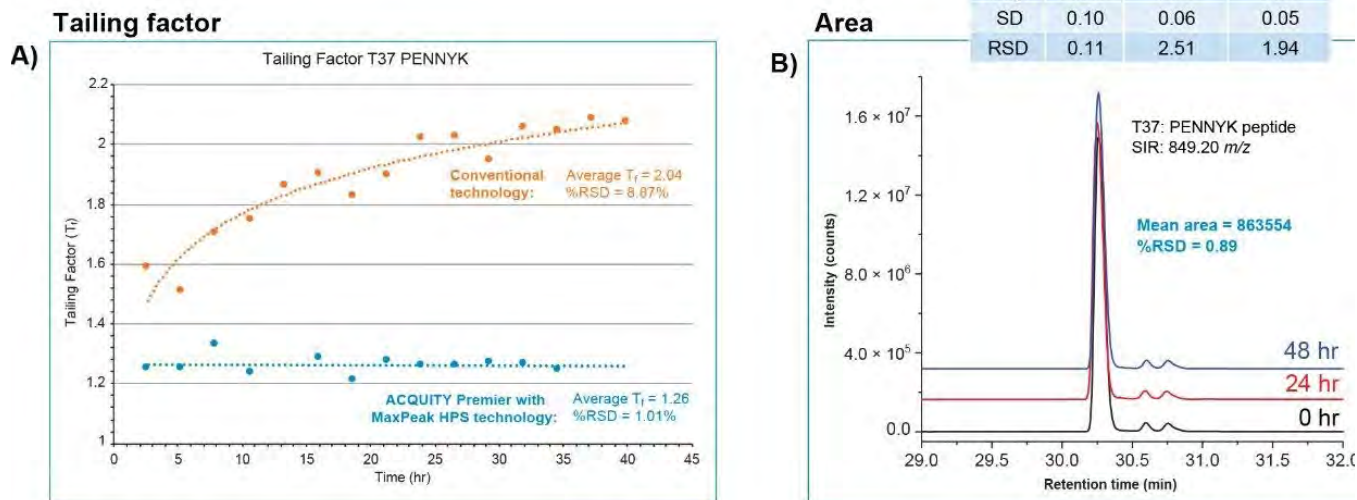 Tailing factor
A)
Tailing Factor T37 PENNYK
Tailing Factor (Tf)
2.2
2
1.8
1.6
1.4
1.2
1
Conventional technology:
Average Tf = 2.04
%RSD = 8.87%
ACQUITY Premier with
MaxPeak HPS technology:
Average Tf = 1.26
%RSD = 1.01%
0 5 10 15 20 25 30 35 40 45
Time (hr)
Area
SD 0.10 0.06 0.05
RSD 0.11 2.51 1.94
B)
Intensity (counts)
1.6 × 10⁷
1.2 × 10⁷
8.0 × 10⁶
4.0 × 10⁵
0.0
T37: PENNYK peptide
SIR: 849.20 m/z
Mean area = 863554
%RSD = 0.89
48 hr
24 hr
0 hr
29.0 29.5 30.0 30.5 31.0 31.5 32.0
Retention time (min)